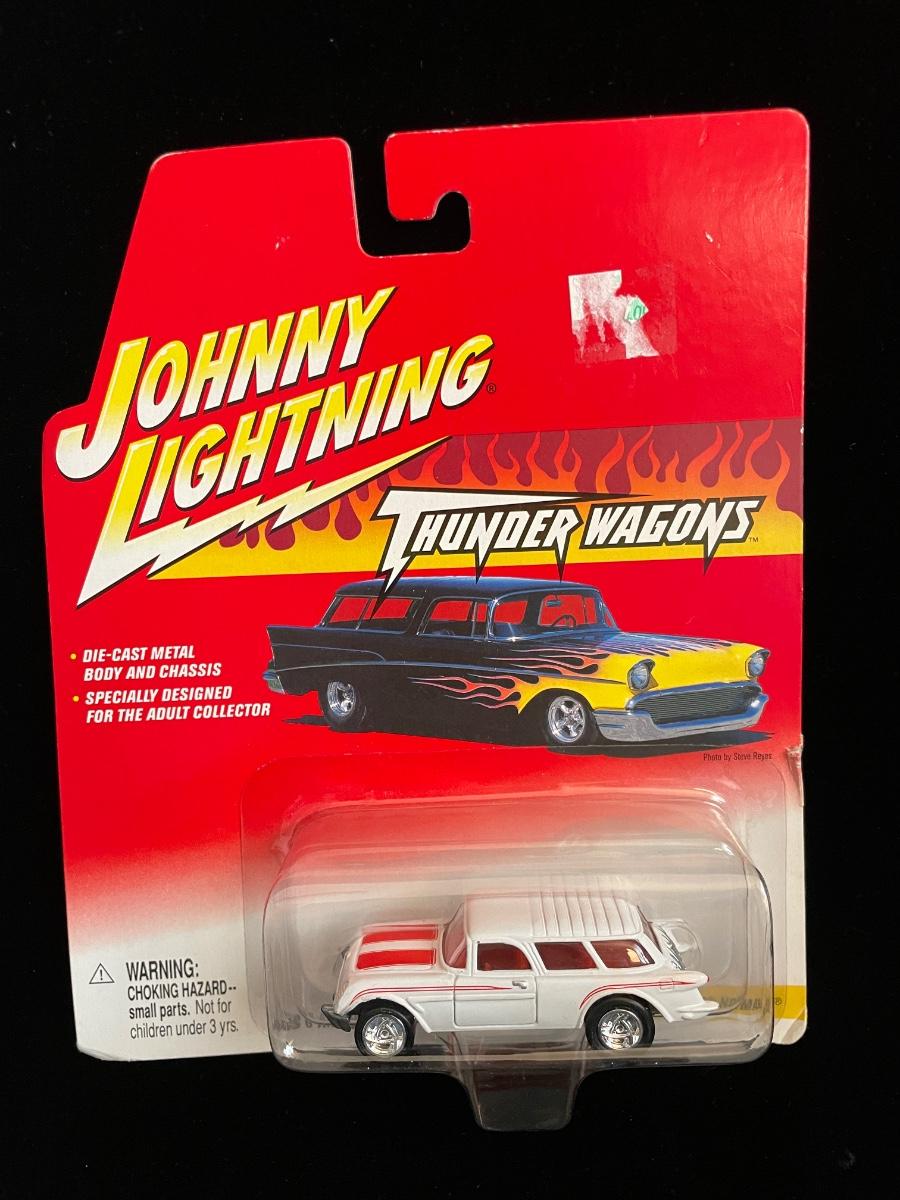 JOHNNY
LIGHTNING®
THUNDER WAGONS™
• DIE-CAST METAL
BODY AND CHASSIS
• SPECIALLY DESIGNED
FOR THE ADULT COLLECTOR
Photo by Steve Reyes
WARNING:
CHOKING HAZARD--
small parts. Not for
children under 3 yrs.